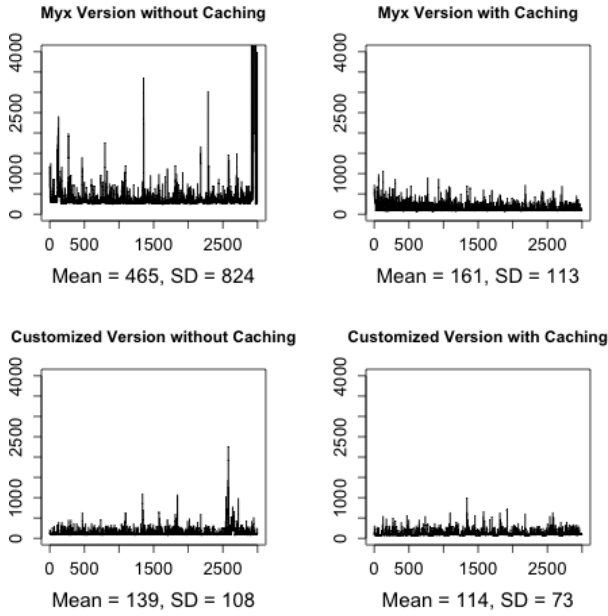 Myx Version without Caching
4000
2500
1000
0
0 500 1500 2500
Mean = 465, SD = 824
Myx Version with Caching
4000
2500
1000
0
0 500 1500 2500
Mean = 161, SD = 113
Customized Version without Caching
4000
2500
1000
0
0 500 1500 2500
Mean = 139, SD = 108
Customized Version with Caching
4000
2500
1000
0
0 500 1500 2500
Mean = 114, SD = 73